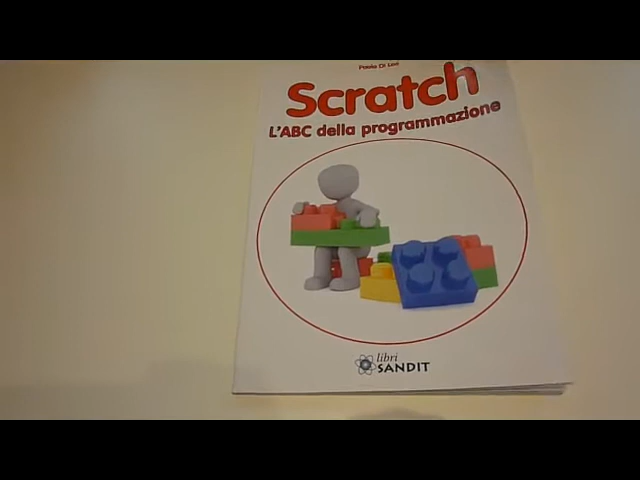 Paolo Di Leo
Scratch
L'ABC della programmazione
libri
SANDIT